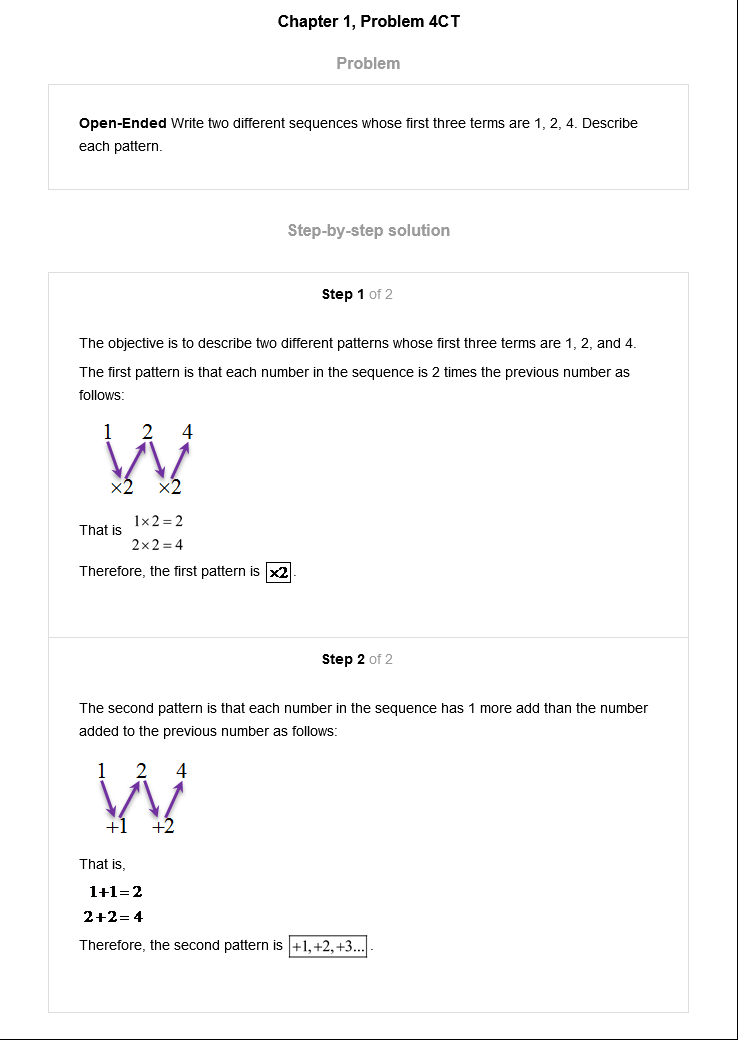 Chapter 1, Problem 4CT
Problem
Open-Ended Write two different sequences whose first three terms are 1, 2, 4. Describe
each pattern.
Step-by-step solution
Step 1 of 2
The objective is to describe two different patterns whose first three terms are 1, 2, and 4.
The first pattern is that each number in the sequence is 2 times the previous number as
follows:
1 2 4
×2 ×2
That is
1×2=2
2×2=4
Therefore, the first pattern is ×2.
Step 2 of 2
The second pattern is that each number in the sequence has 1 more add than the number
added to the previous number as follows:
1 2 4
+1 +2
That is,
1+1=2
2+2=4
Therefore, the second pattern is +1,+2,+3... .